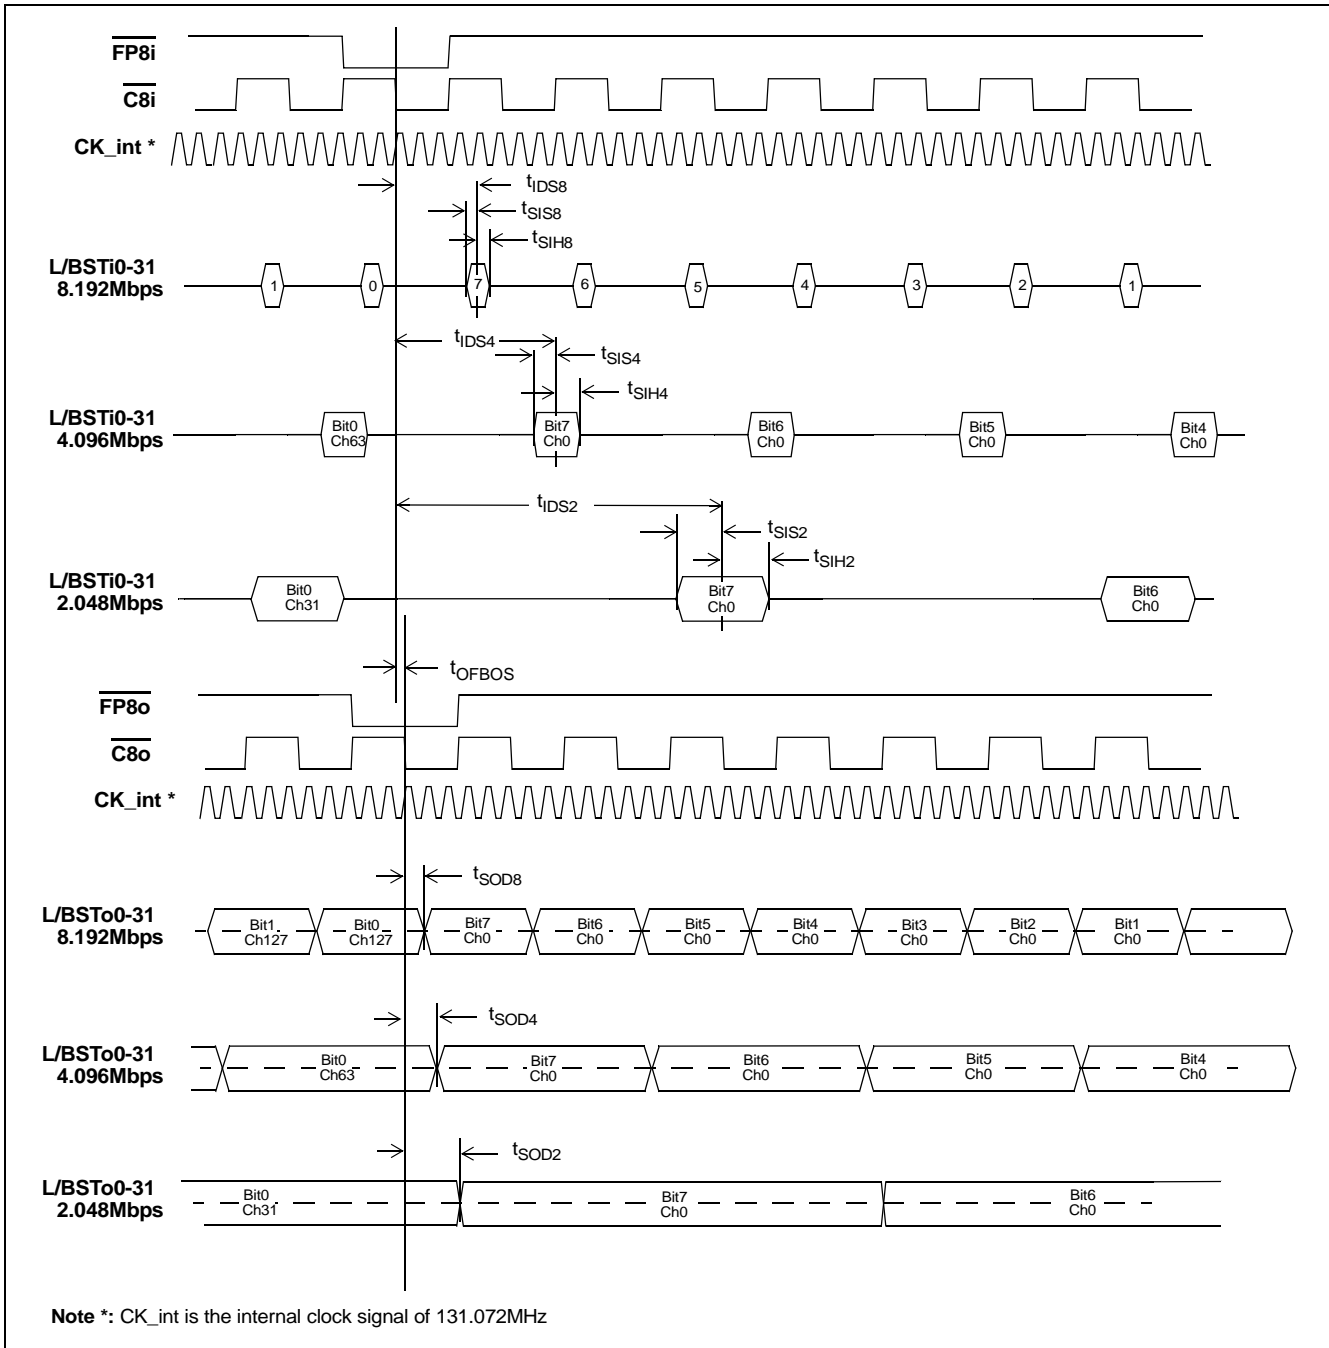 FP8i
C8i
CK_int *
tIDS8
tSIS8
tSIH8
L/BSTi0-31
8.192Mbps
1 0 7 6 5 4 3 2 1
tIDS4
tSIS4
tSIH4
L/BSTi0-31
4.096Mbps
Bit0 Bit7 Bit6 Bit5 Bit4
Ch63 Ch0 Ch0 Ch0 Ch0
tIDS2
tSIS2
tSIH2
L/BSTi0-31
2.048Mbps
Bit0 Bit7 Bit6
Ch31 Ch0 Ch0
tOFBOS
FP8o
C8o
CK_int *
tSOD8
L/BSTo0-31
8.192Mbps
Bit1 Bit0 Bit7 Bit6 Bit5 Bit4 Bit3 Bit2 Bit1
Ch127 Ch127 Ch0 Ch0 Ch0 Ch0 Ch0 Ch0 Ch0
tSOD4
L/BSTo0-31
4.096Mbps
Bit0 Bit7 Bit6 Bit5 Bit4
Ch63 Ch0 Ch0 Ch0 Ch0
tSOD2
L/BSTo0-31
2.048Mbps
Bit0 Bit7 Bit6
Ch31 Ch0 Ch0
Note *: CK_int is the internal clock signal of 131.072MHz